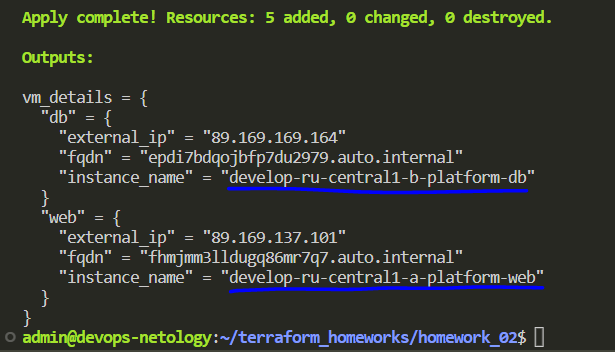 Apply complete! Resources: 5 added, 0 changed, 0 destroyed.
Outputs:
vm_details = {
  "db" = {
    "external_ip" = "89.169.169.164"
    "fqdn" = "epdi7bdqojbfp7du2979.auto.internal"
    "instance_name" = "develop-ru-central1-b-platform-db"
  }
  "web" = {
    "external_ip" = "89.169.137.101"
    "fqdn" = "fhmjmm3lldugq86mr7q7.auto.internal"
    "instance_name" = "develop-ru-central1-a-platform-web"
  }
}
admin@devops-netology:~/terraform_homeworks/homework_02$